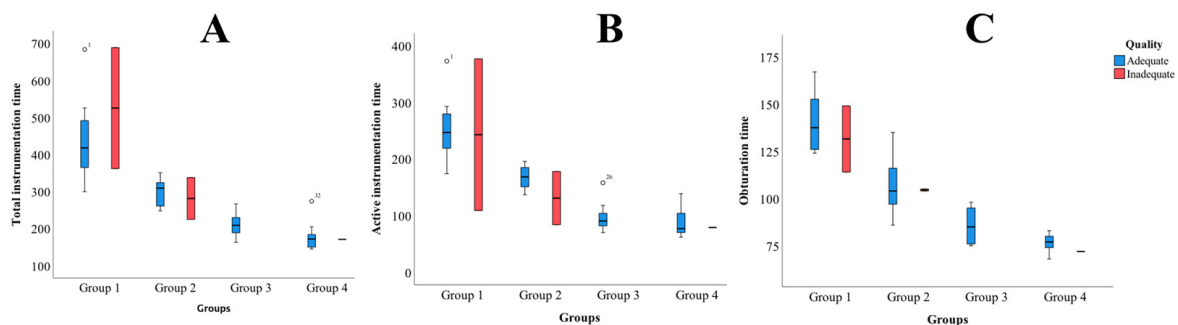 A
Total instrumentation time
700
600
500
400
300
200
100
1
32
Group 1 Group 2 Group 3 Group 4
Groups
B
Active instrumentation time
400
300
200
100
0
1
26
Group 1 Group 2 Group 3 Group 4
Groups
C
Obturation time
175
150
125
100
75
Group 1 Group 2 Group 3 Group 4
Groups
Quality
Adequate
Inadequate